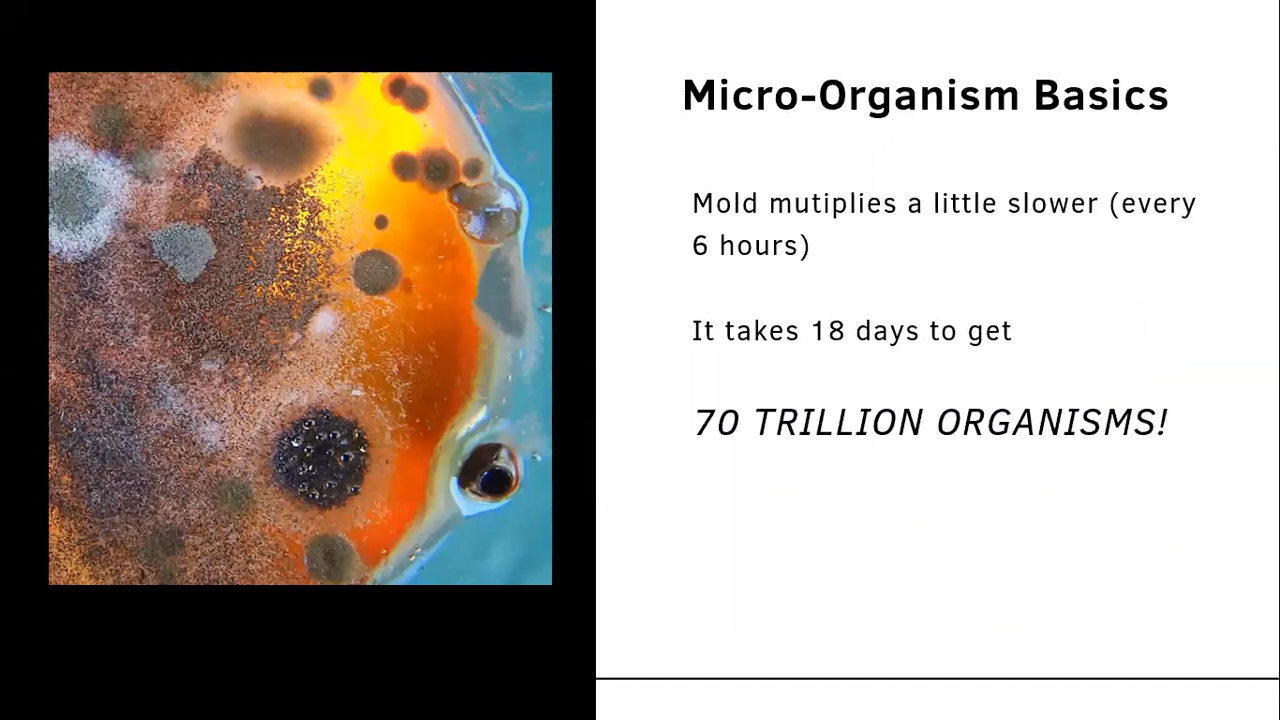 Micro-Organism Basics
Mold mutiplies a little slower (every
6 hours)
It takes 18 days to get
70 TRILLION ORGANISMS!